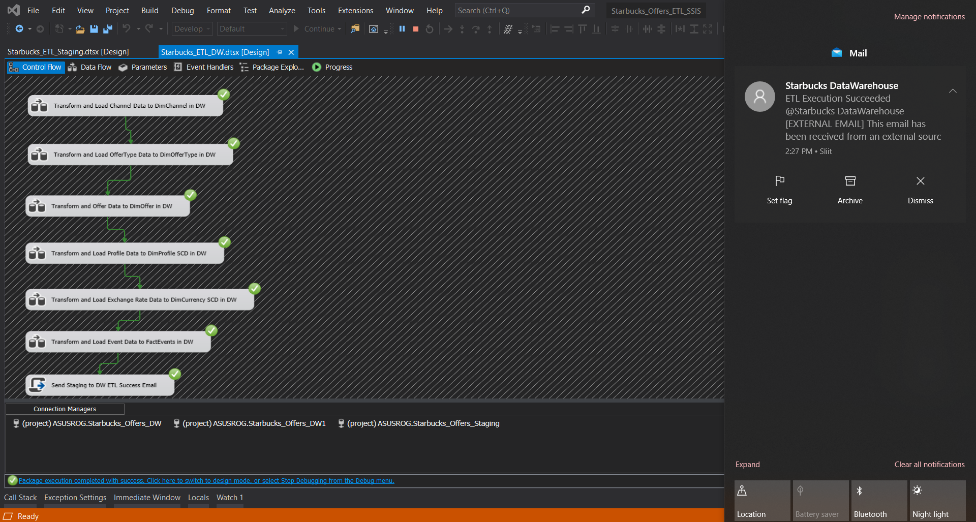 File Edit View Project Build Debug Format Test Analyze Tools Extensions Window Help Search (Ctrl+Q) Starbucks_Offers_ETL_SSIS
Develop Default Continue
Starbucks_ETL_Staging.dtsx [Design] Starbucks_ETL_DW.dtsx [Design]
Control Flow Data Flow Parameters Event Handlers Package Explo... Progress
Transform and Load Channel Data to DimChannel in DW
Transform and Load OfferType Data to DimOfferType in DW
Transform and Offer Data to DimOffer in DW
Transform and Load Profile Data to DimProfile SCD in DW
Transform and Load Exchange Rate Data to DimCurrency SCD in DW
Transform and Load Event Data to FactEvents in DW
Send Staging to DW ETL Success Email
Connection Managers
(project) ASUSROG.Starbucks_Offers_DW (project) ASUSROG.Starbucks_Offers_DW1 (project) ASUSROG.Starbucks_Offers_Staging
Package execution completed with success. Click here to switch to design mode, or select Stop Debugging from the Debug menu.
Call Stack Exception Settings Immediate Window Locals Watch 1
Ready
Manage notifications
Mail
Starbucks DataWarehouse
ETL Execution Succeeded
@Starbucks DataWarehouse
[EXTERNAL EMAIL] This email has
been received from an external sourc
2:27 PM • Sliit
Set flag Archive Dismiss
Expand Clear all notifications
Location Battery saver Bluetooth Night light